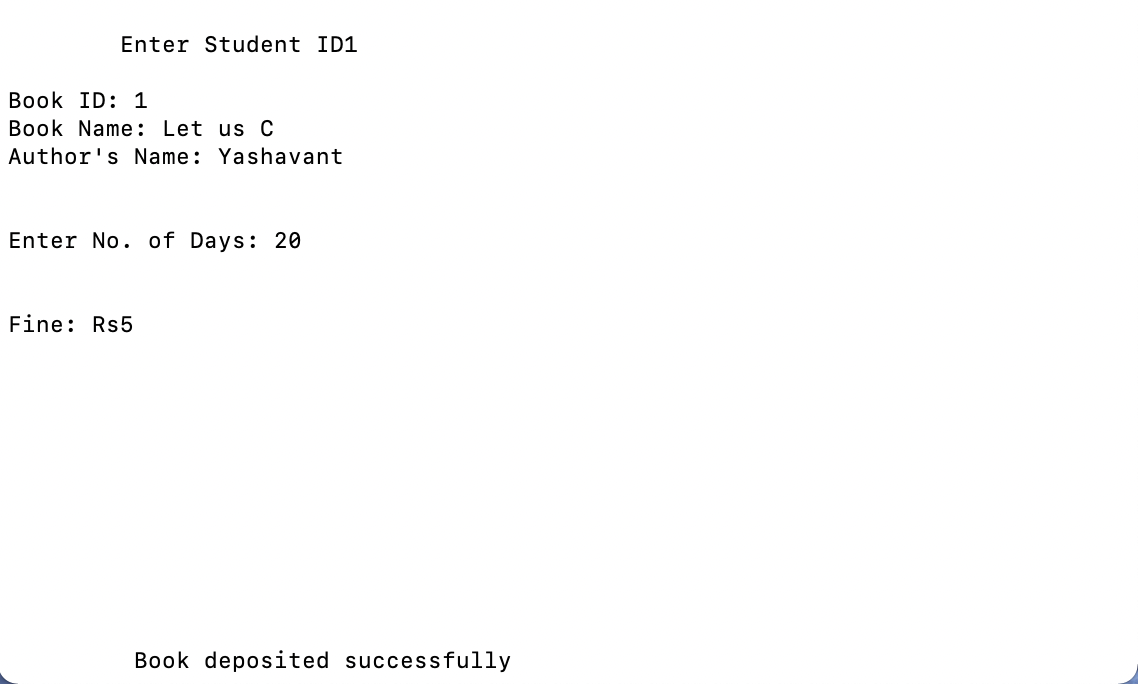 Enter Student ID1
Book ID: 1
Book Name: Let us C
Author's Name: Yashavant
Enter No. of Days: 20
Fine: Rs5
Book deposited successfully